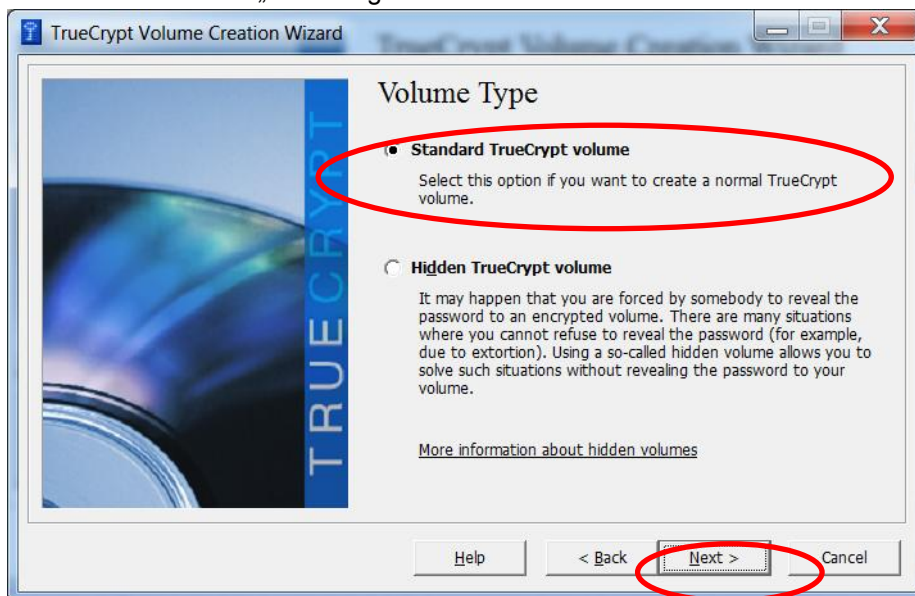 TrueCrypt Volume Creation Wizard
X
TRUECRYPT
Volume Type
Standard TrueCrypt volume
Select this option if you want to create a normal TrueCrypt
volume.
Hidden TrueCrypt volume
It may happen that you are forced by somebody to reveal the
password to an encrypted volume. There are many situations
where you cannot refuse to reveal the password (for example,
due to extortion). Using a so-called hidden volume allows you to
solve such situations without revealing the password to your
volume.
More information about hidden volumes
Help
< Back
Next >
Cancel